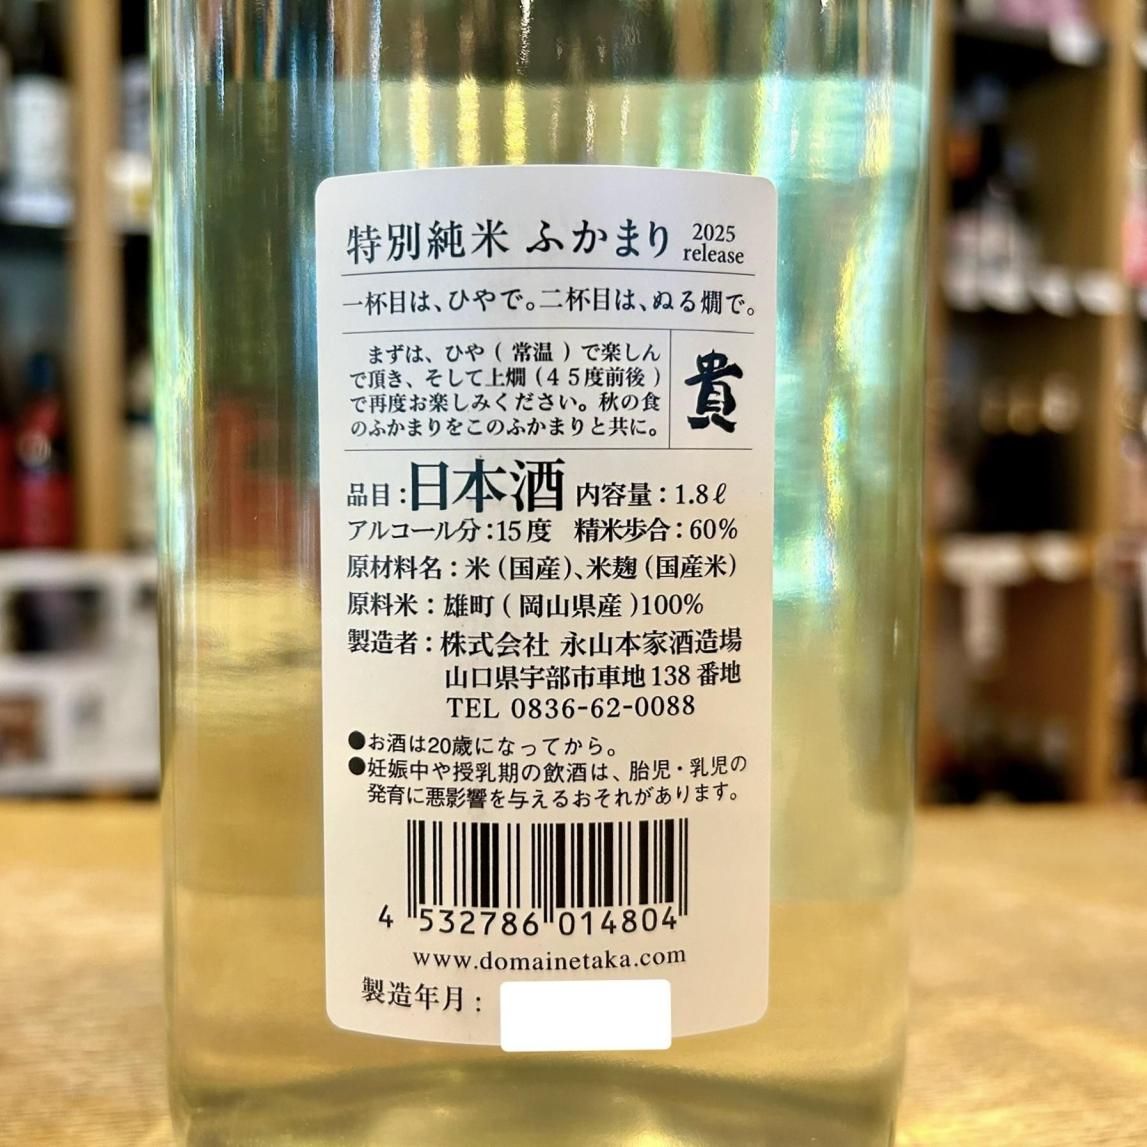 特別純米 ふかまり 2025 release
一杯目は、ひやで。二杯目は、ぬる燗で。
まずは、ひや(常温)で楽しん
で頂き、そして上燗(45度前後)
で再度お楽しみください。秋の食
のふかまりをこのふかまりと共に。
貴
品目:日本酒 内容量:1.8ℓ
アルコール分:15度 精米歩合:60%
原材料名:米(国産)、米麹(国産米)
原料米:雄町(岡山県産)100%
製造者:株式会社 永山本家酒造場
山口県宇部市車地138番地
TEL 0836-62-0088
●お酒は20歳になってから。
●妊娠中や授乳期の飲酒は、胎児・乳児の
発育に悪影響を与えるおそれがあります。
4 532786 014804
www.domainetaka.com
製造年月: